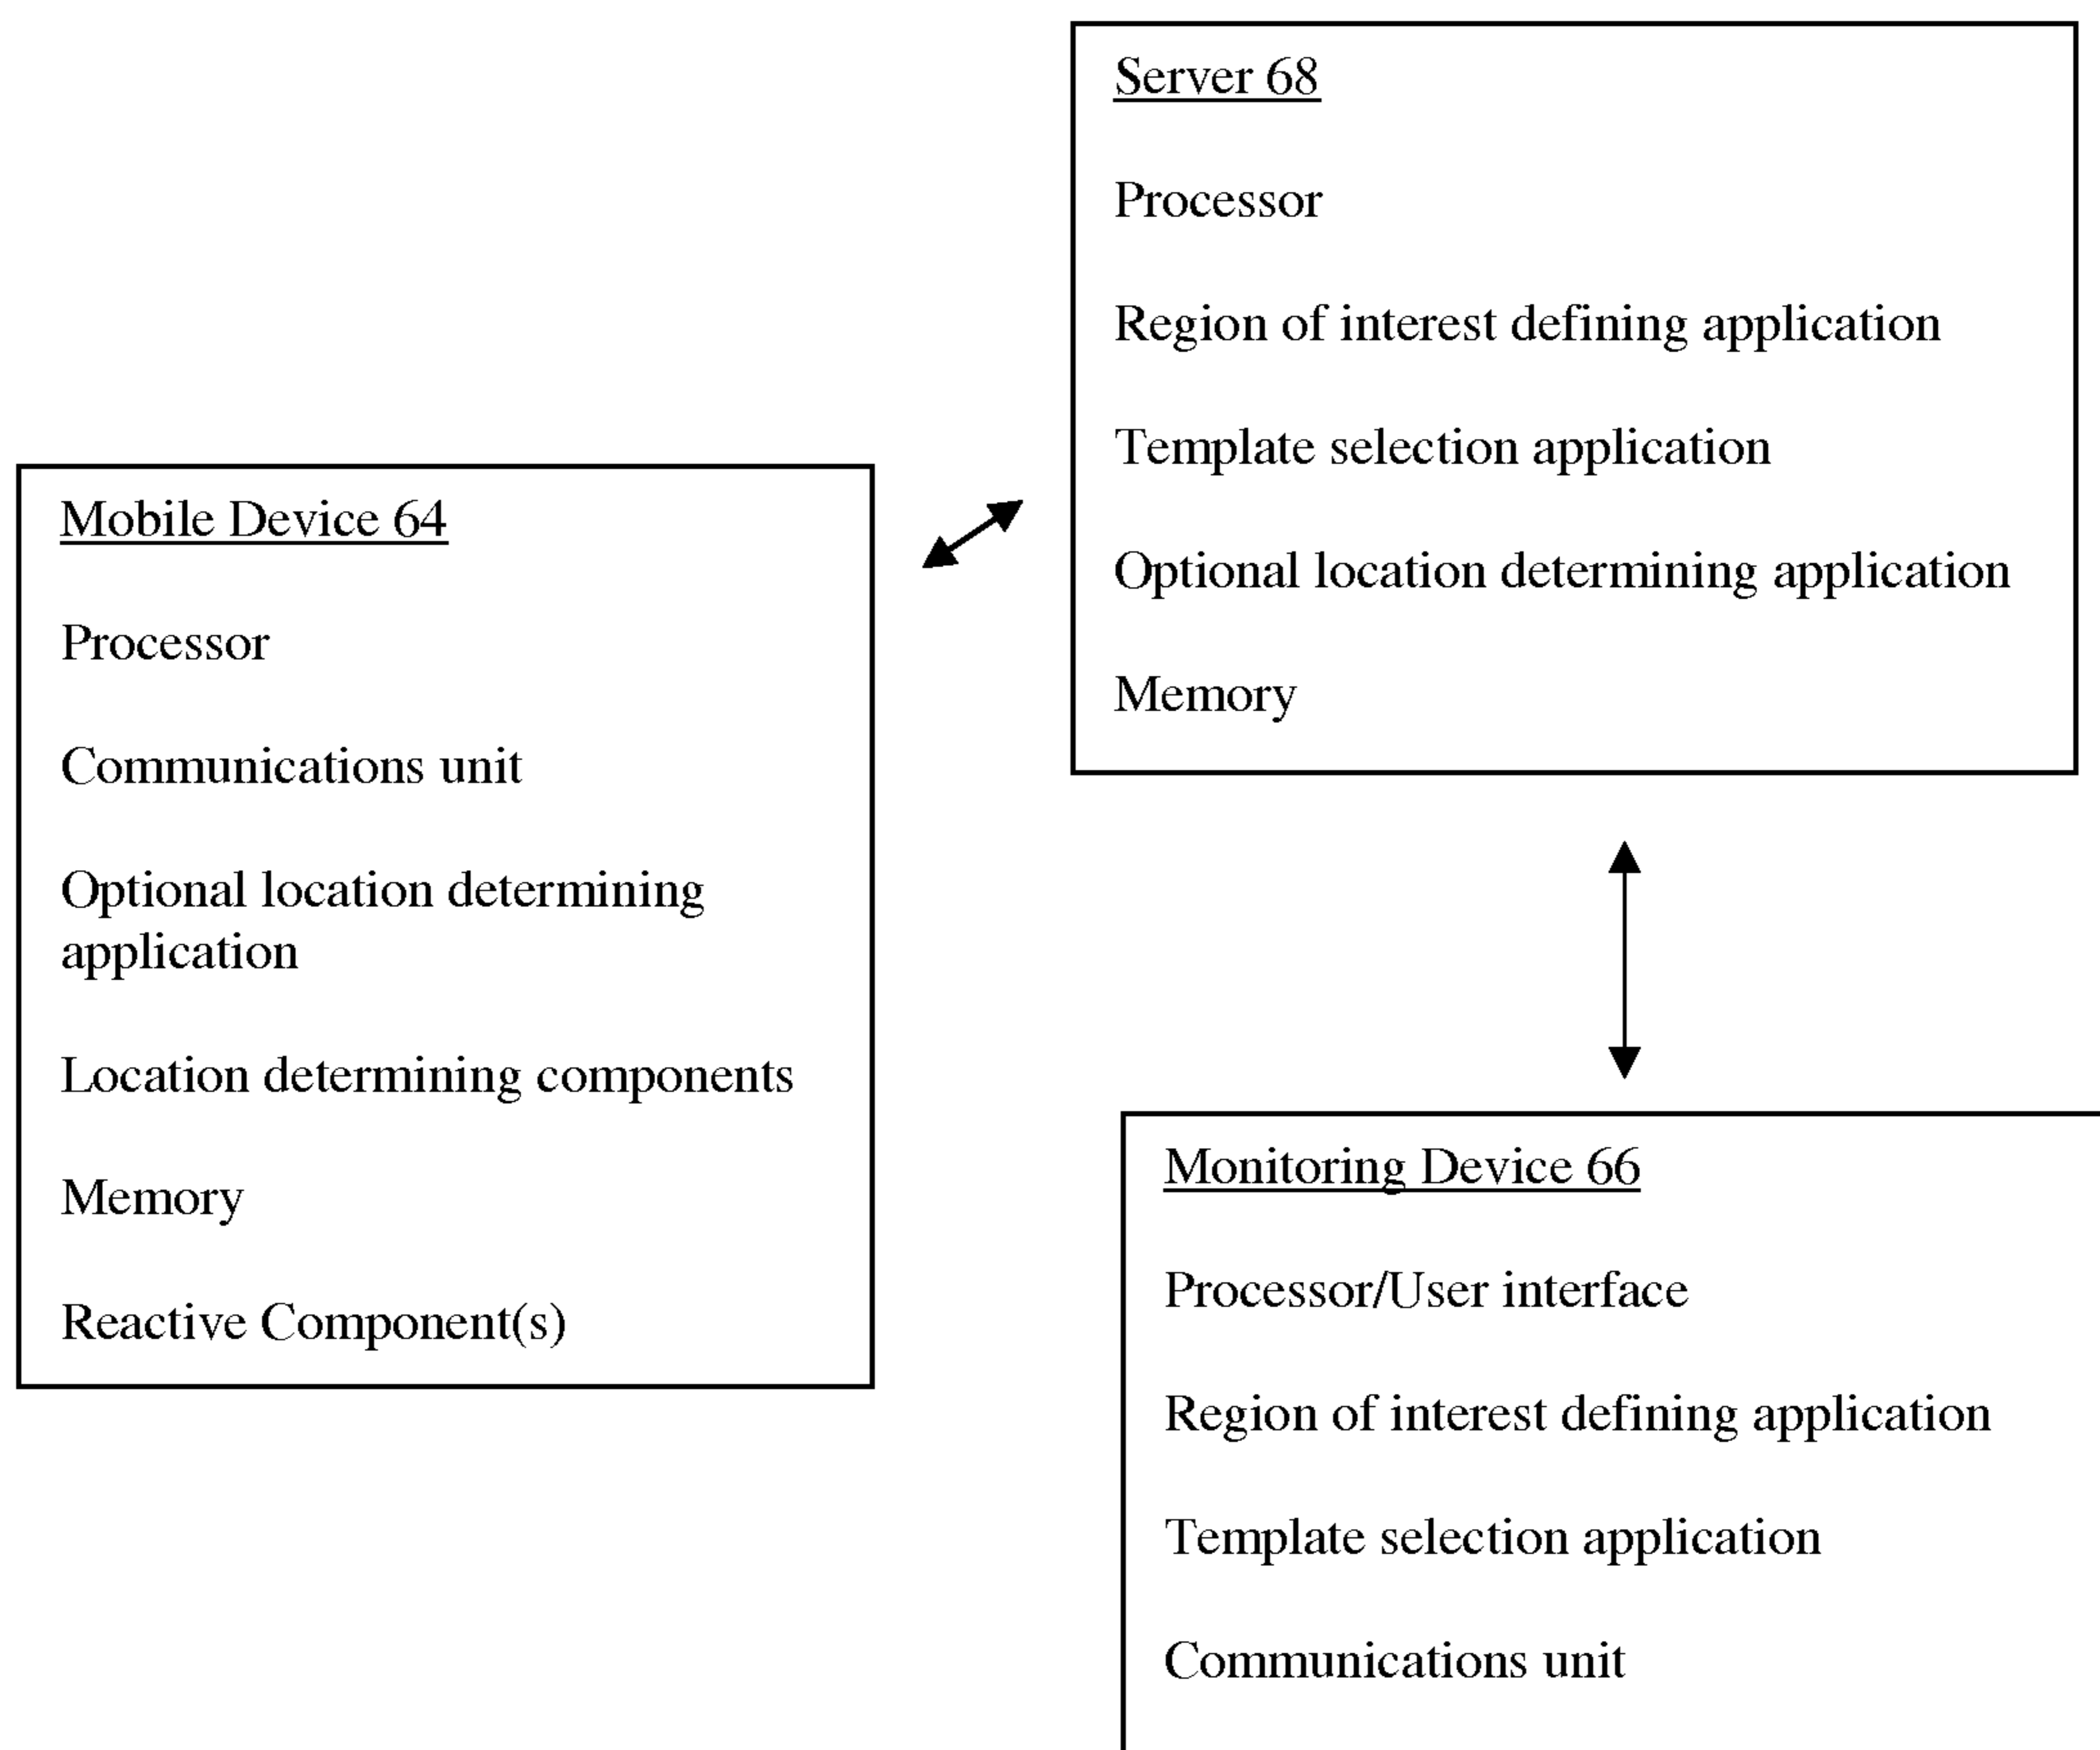 Server 68
Processor
Region of interest defining application
Template selection application
Optional location determining application
Memory
Mobile Device 64
Processor
Communications unit
Optional location determining
application
Location determining components
Memory
Reactive Component(s)
Monitoring Device 66
Processor/User interface
Region of interest defining application
Template selection application
Communications unit